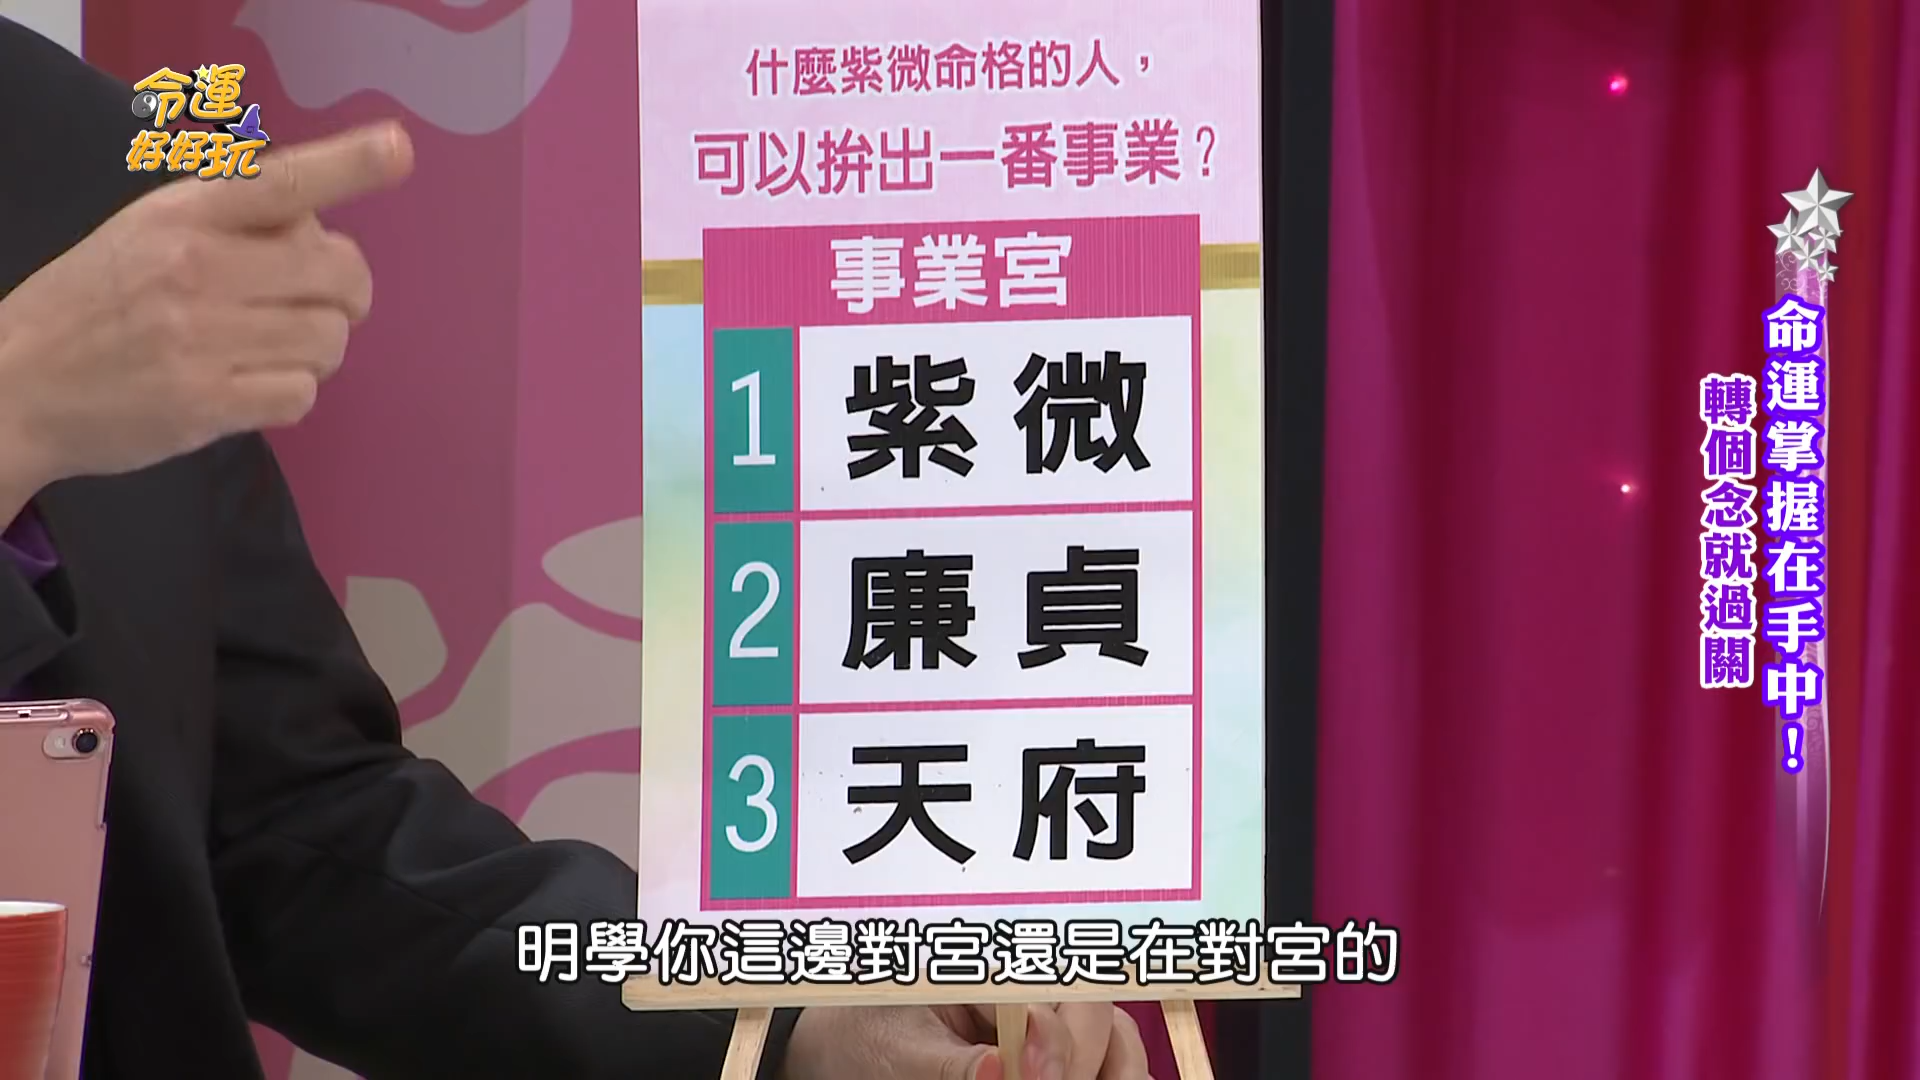 命運
好好玩
什麼紫微命格的人，
可以拚出一番事業？
事業宮
1 紫微
2 廉貞
3 天府
命運掌握在手中！
轉個念就過關
明學你這邊對宮還是在對宮的